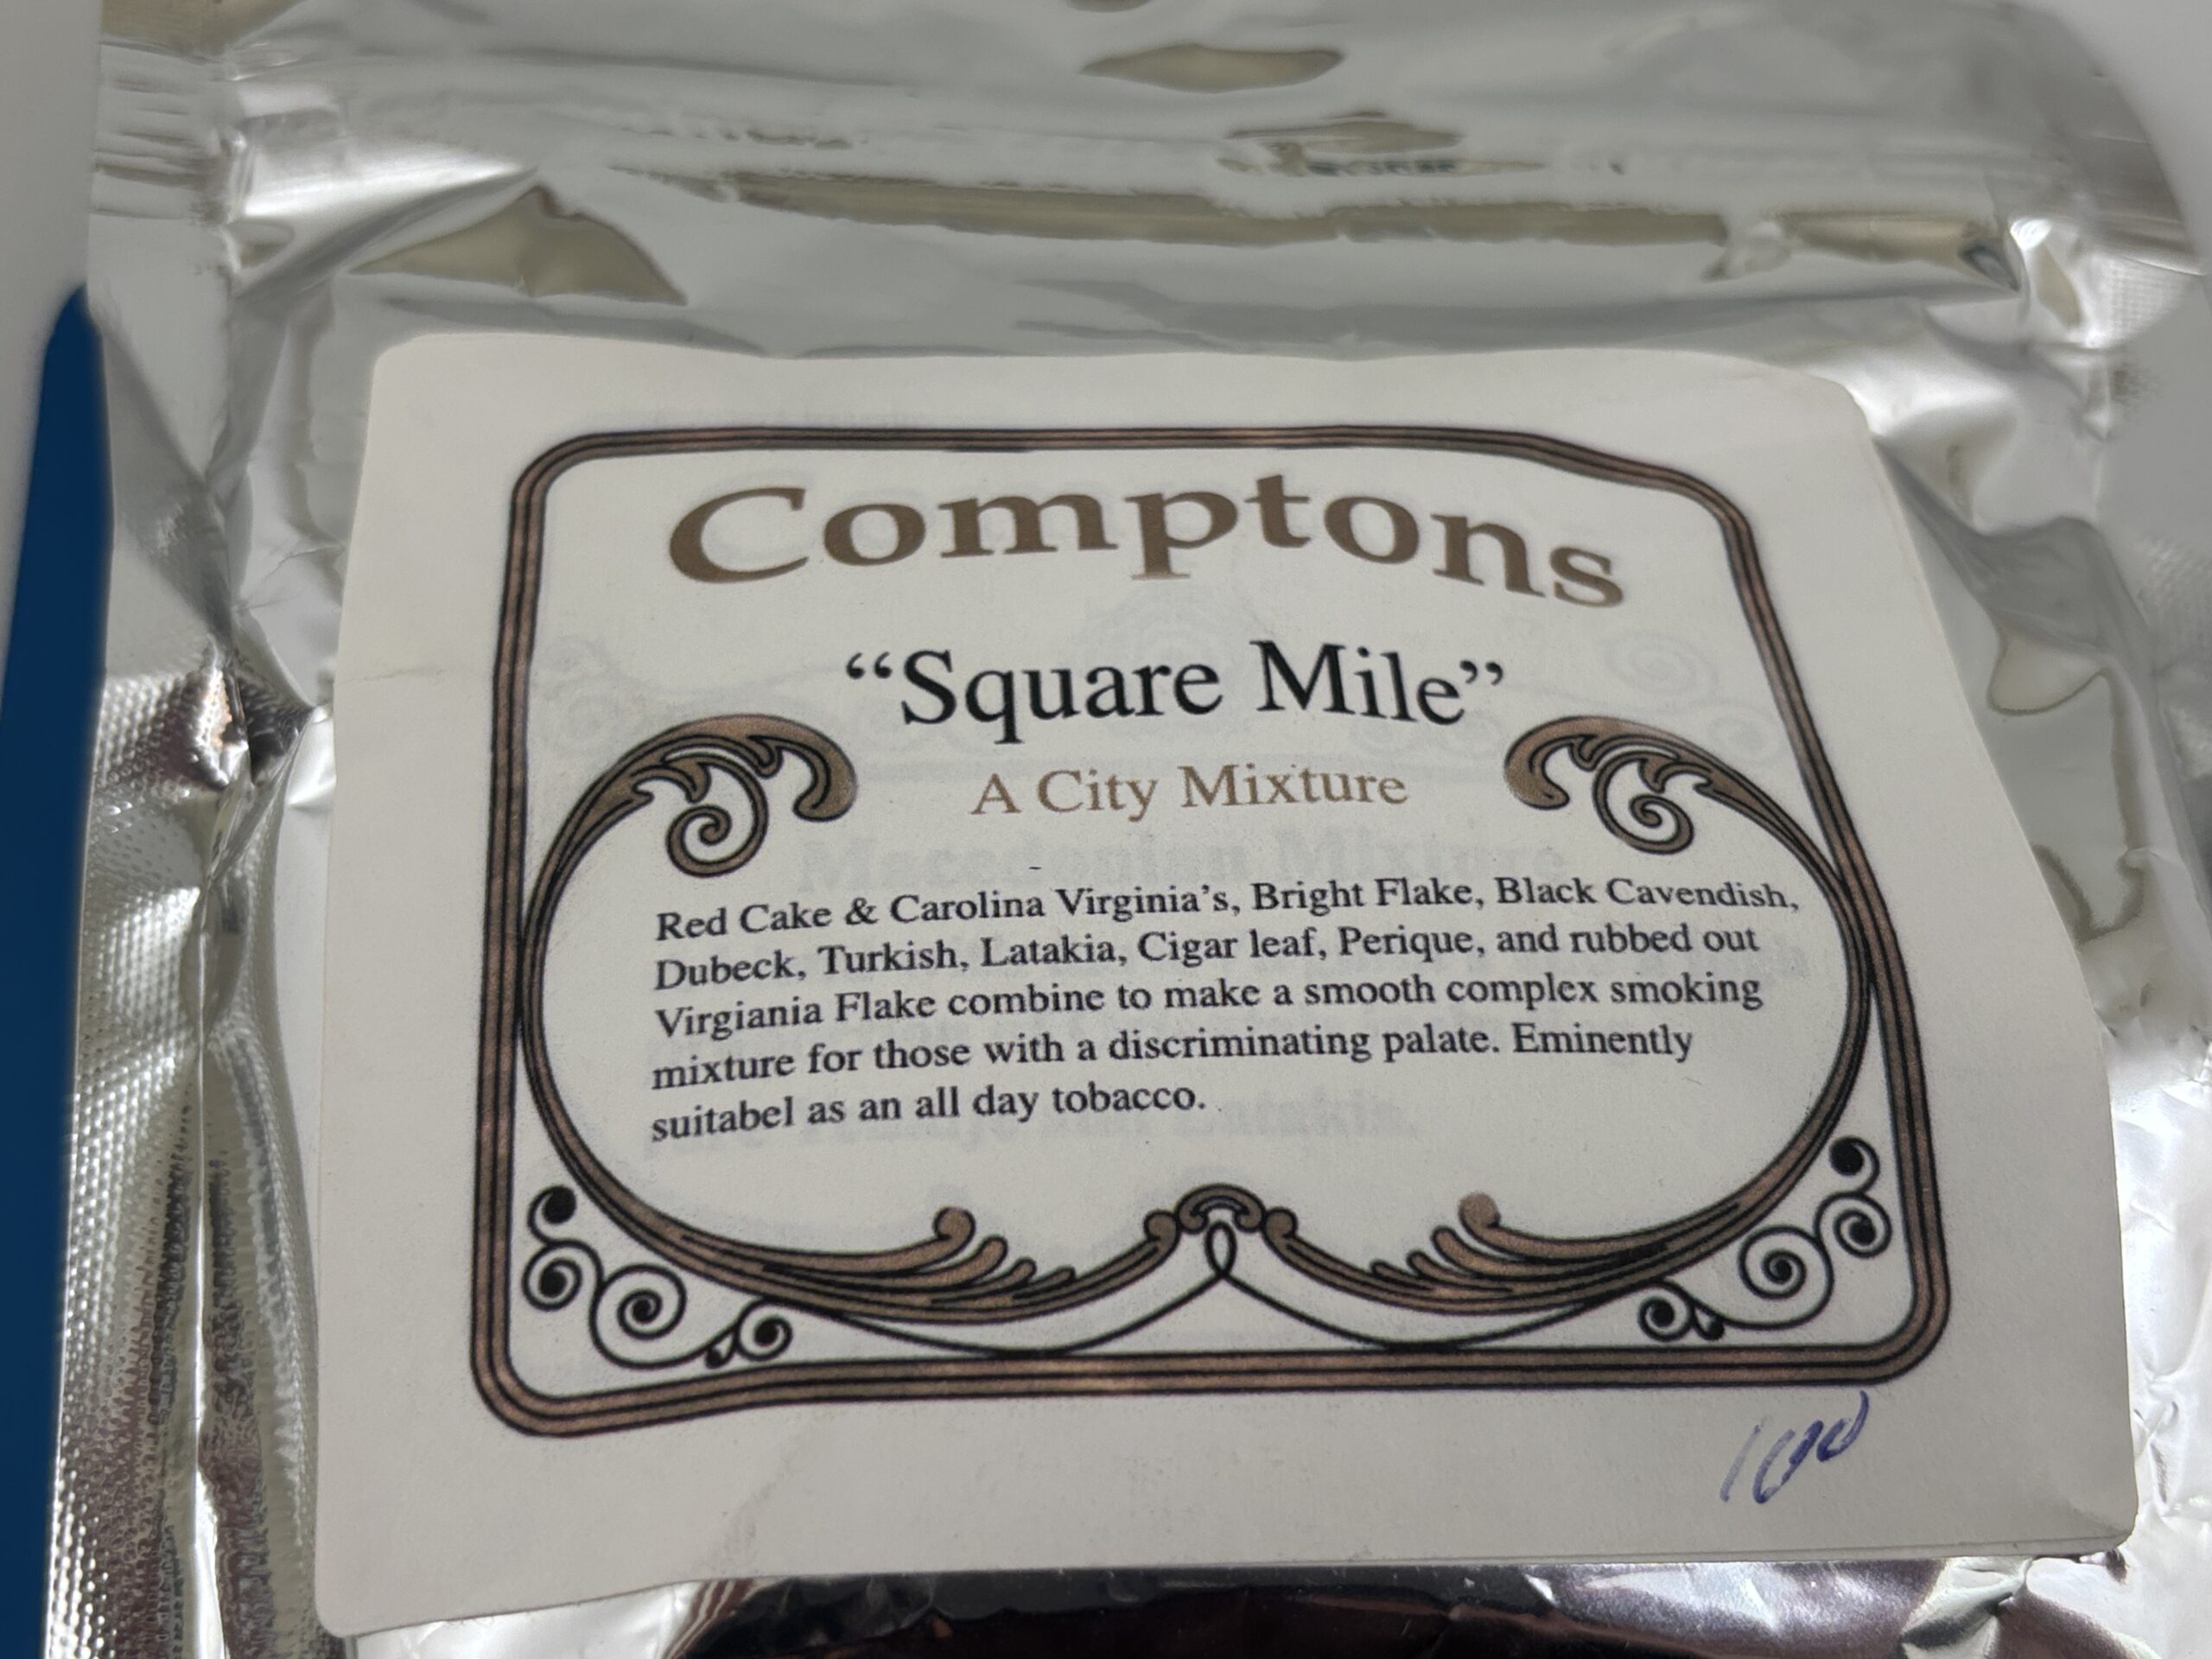 Comptons
“Square Mile”
A City Mixture
Macedonian Mixture
Red Cake & Carolina Virginia’s, Bright Flake, Black Cavendish,
Dubeck, Turkish, Latakia, Cigar leaf, Perique, and rubbed out
Virgiania Flake combine to make a smooth complex smoking
mixture for those with a discriminating palate. Eminently
suitabel as an all day tobacco.
100